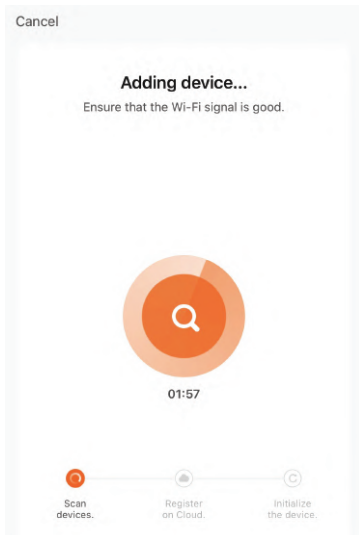 Cancel
Adding device...
Ensure that the Wi-Fi signal is good.
01:57
Scan
devices.
Register
on Cloud.
Initialize
the device.